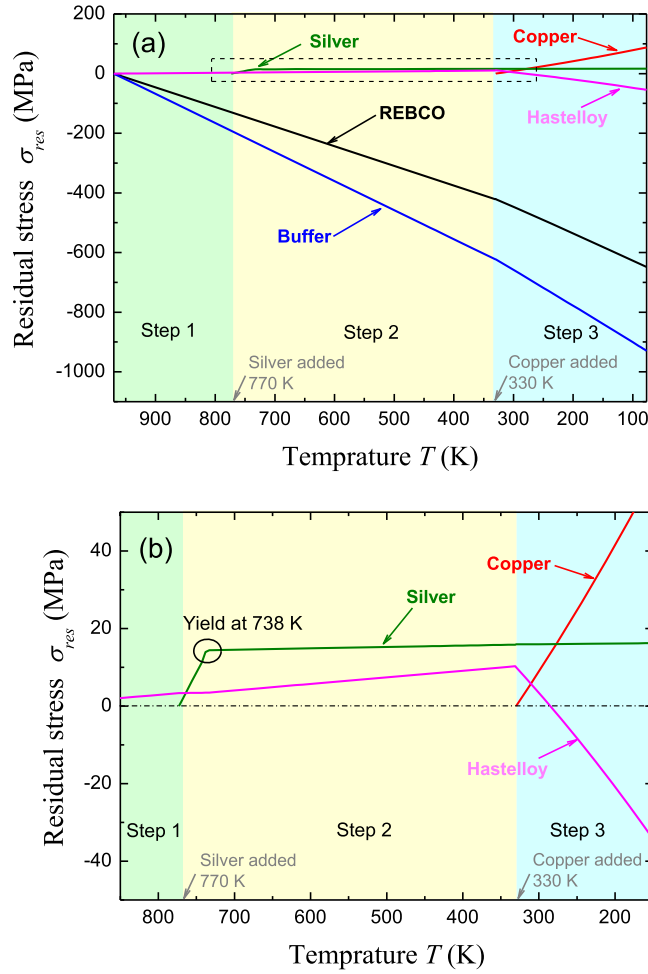 (a)
Silver
Copper
Hastelloy
REBCO
Buffer
Step 1
Step 2
Step 3
Silver added
770 K
Copper added
330 K
200
0
-200
-400
-600
-800
-1000
Residual stress σres (MPa)
900 800 700 600 500 400 300 200 100
Temprature T (K)
(b)
Copper
Silver
Yield at 738 K
Hastelloy
Step 1
Step 2
Step 3
Silver added
770 K
Copper added
330 K
40
20
0
-20
-40
Residual stress σres (MPa)
800 700 600 500 400 300 200
Temprature T (K)